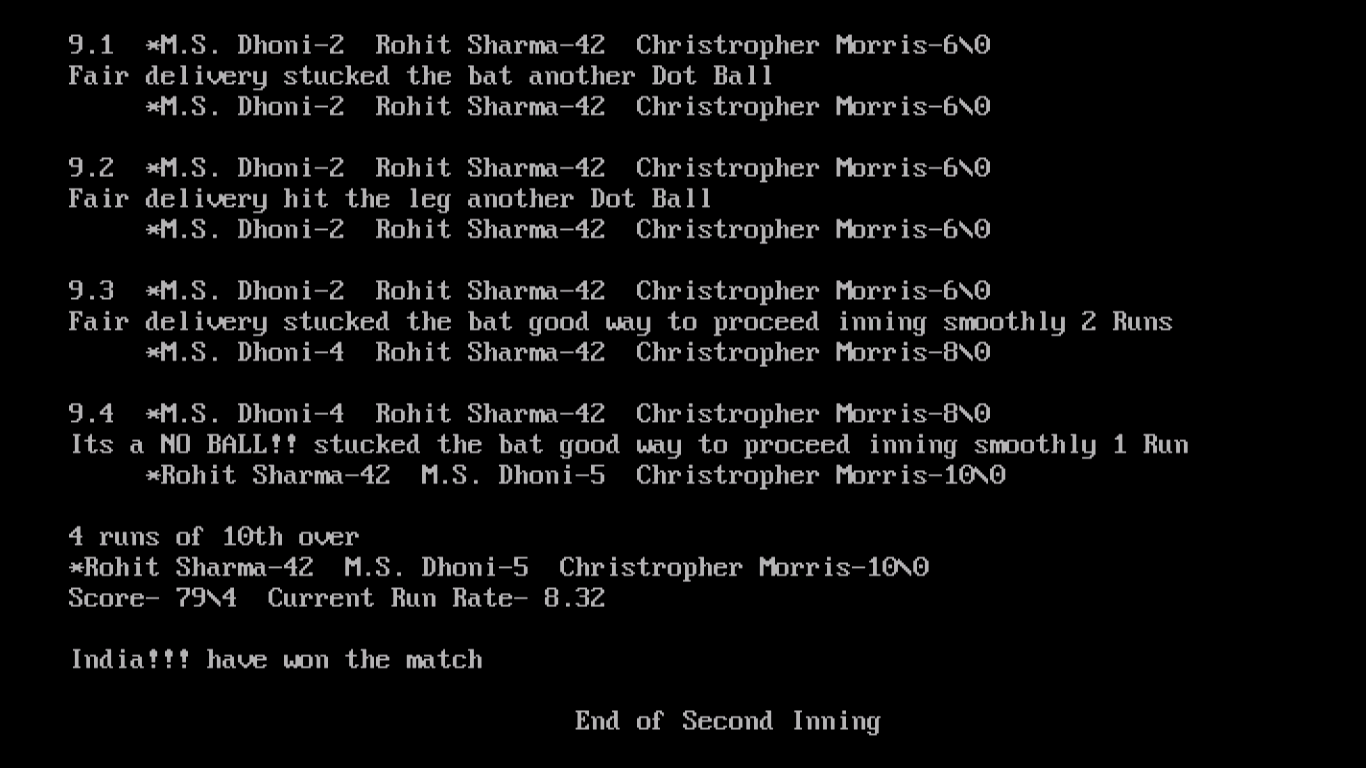 9.1 *M.S. Dhoni-2 Rohit Sharma-42 Christropher Morris-6\0
Fair delivery stucked the bat another Dot Ball
*M.S. Dhoni-2 Rohit Sharma-42 Christropher Morris-6\0
9.2 *M.S. Dhoni-2 Rohit Sharma-42 Christropher Morris-6\0
Fair delivery hit the leg another Dot Ball
*M.S. Dhoni-2 Rohit Sharma-42 Christropher Morris-6\0
9.3 *M.S. Dhoni-2 Rohit Sharma-42 Christropher Morris-6\0
Fair delivery stucked the bat good way to proceed inning smoothly 2 Runs
*M.S. Dhoni-4 Rohit Sharma-42 Christropher Morris-8\0
9.4 *M.S. Dhoni-4 Rohit Sharma-42 Christropher Morris-8\0
Its a NO BALL!! stucked the bat good way to proceed inning smoothly 1 Run
*Rohit Sharma-42 M.S. Dhoni-5 Christropher Morris-10\0
4 runs of 10th over
*Rohit Sharma-42 M.S. Dhoni-5 Christropher Morris-10\0
Score- 79\4 Current Run Rate- 8.32
India!!! have won the match
End of Second Inning